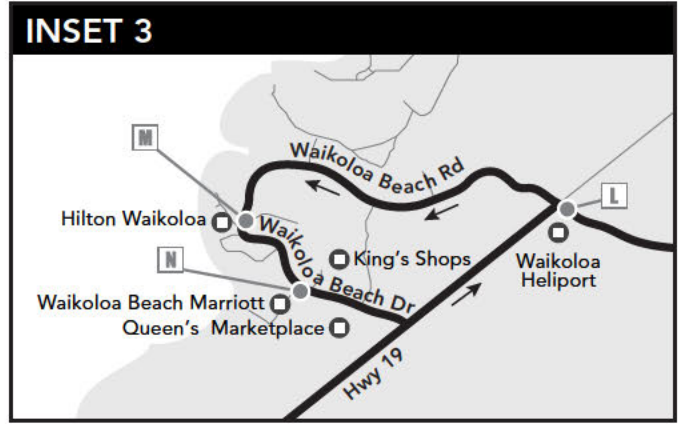 INSET 3
M
Waikoloa Beach Rd
L
Hilton Waikoloa
Waikoloa Beach Dr
N
King's Shops
Waikoloa
Heliport
Waikoloa Beach Marriott
Queen's Marketplace
Hwy 19